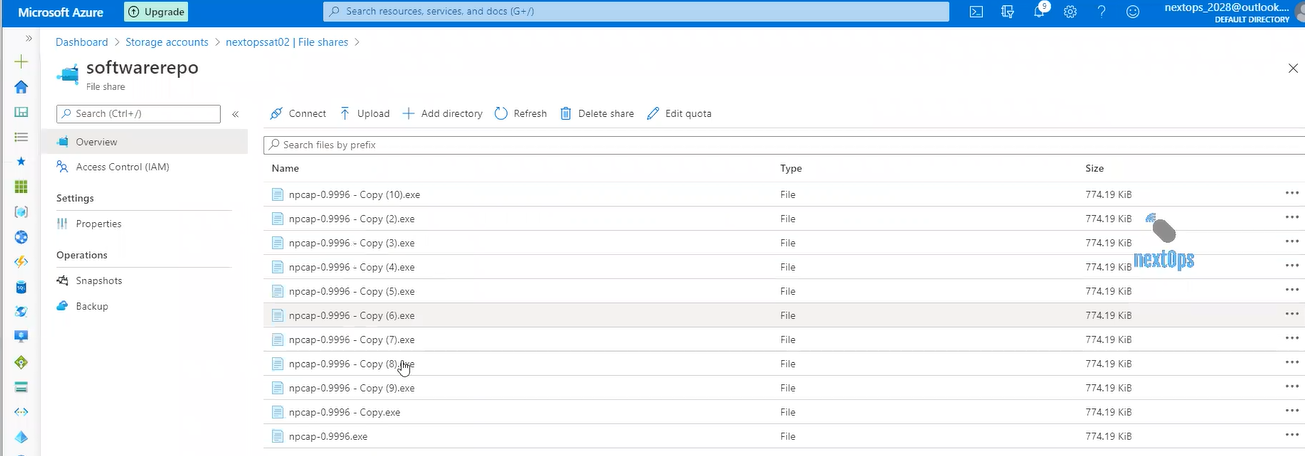 Microsoft Azure
Upgrade
Search resources, services, and docs (G+/)
9
nextops_2028@outlook....
DEFAULT DIRECTORY
Dashboard > Storage accounts > nextopssat02 | File shares >
softwarerepo
File share
Search (Ctrl+/)
Overview
Access Control (IAM)
Settings
Properties
Operations
Snapshots
Backup
Connect Upload Add directory Refresh Delete share Edit quota
Search files by prefix
Name Type Size
npcap-0.9996 - Copy (10).exe File 774.19 KiB
npcap-0.9996 - Copy (2).exe File 774.19 KiB
npcap-0.9996 - Copy (3).exe File 774.19 KiB
npcap-0.9996 - Copy (4).exe File 774.19 KiB
npcap-0.9996 - Copy (5).exe File 774.19 KiB
npcap-0.9996 - Copy (6).exe File 774.19 KiB
npcap-0.9996 - Copy (7).exe File 774.19 KiB
npcap-0.9996 - Copy (8).exe File 774.19 KiB
npcap-0.9996 - Copy (9).exe File 774.19 KiB
npcap-0.9996 - Copy.exe File 774.19 KiB
npcap-0.9996.exe File 774.19 KiB
nextOps